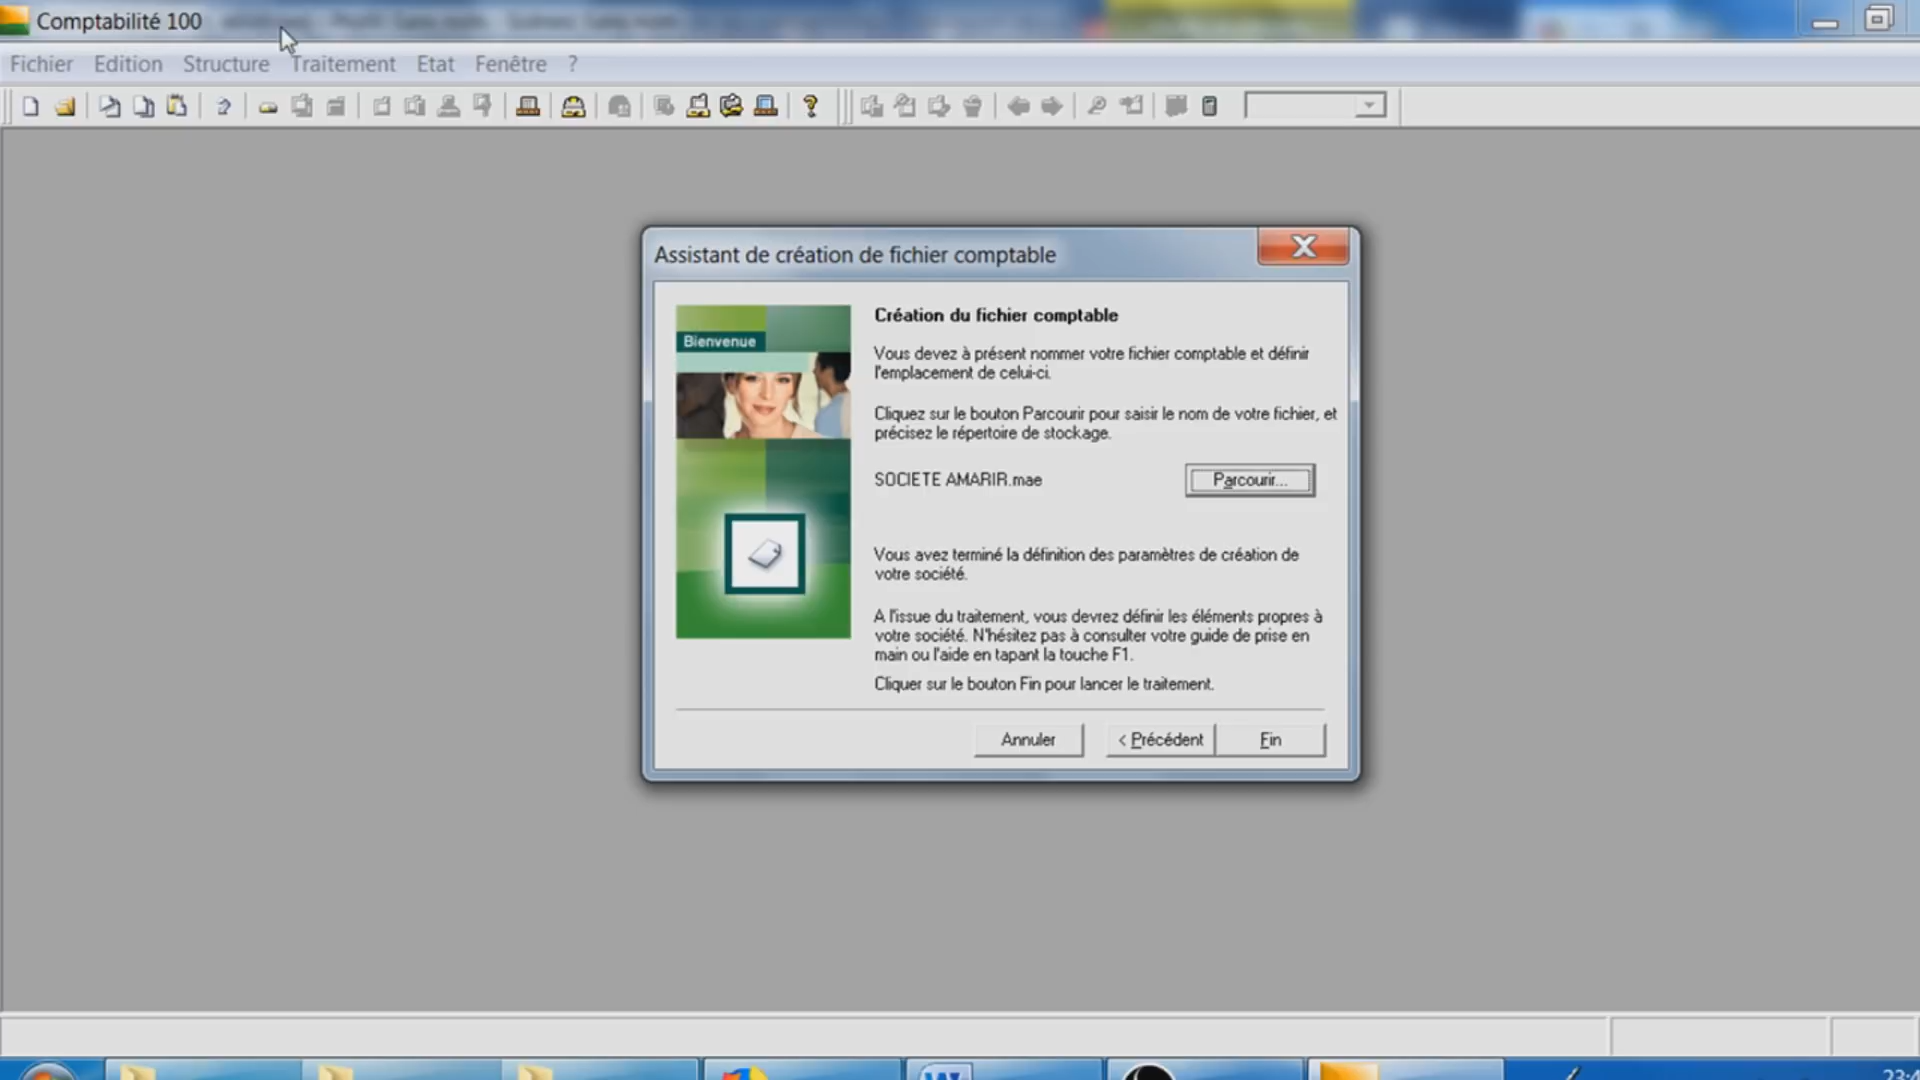 Comptabilité 100
Fichier Edition Structure Traitement Etat Fenêtre ?
Assistant de création de fichier comptable
Bienvenue
Création du fichier comptable
Vous devez à présent nommer votre fichier comptable et définir
l'emplacement de celui-ci.
Cliquez sur le bouton Parcourir pour saisir le nom de votre fichier, et
précisez le répertoire de stockage.
SOCIETE AMARIR.mae
Parcourir...
Vous avez terminé la définition des paramètres de création de
votre société.
A l'issue du traitement, vous devrez définir les éléments propres à
votre société. N'hésitez pas à consulter votre guide de prise en
main ou l'aide en tapant la touche F1.
Cliquer sur le bouton Fin pour lancer le traitement.
Annuler
< Précédent
Fin